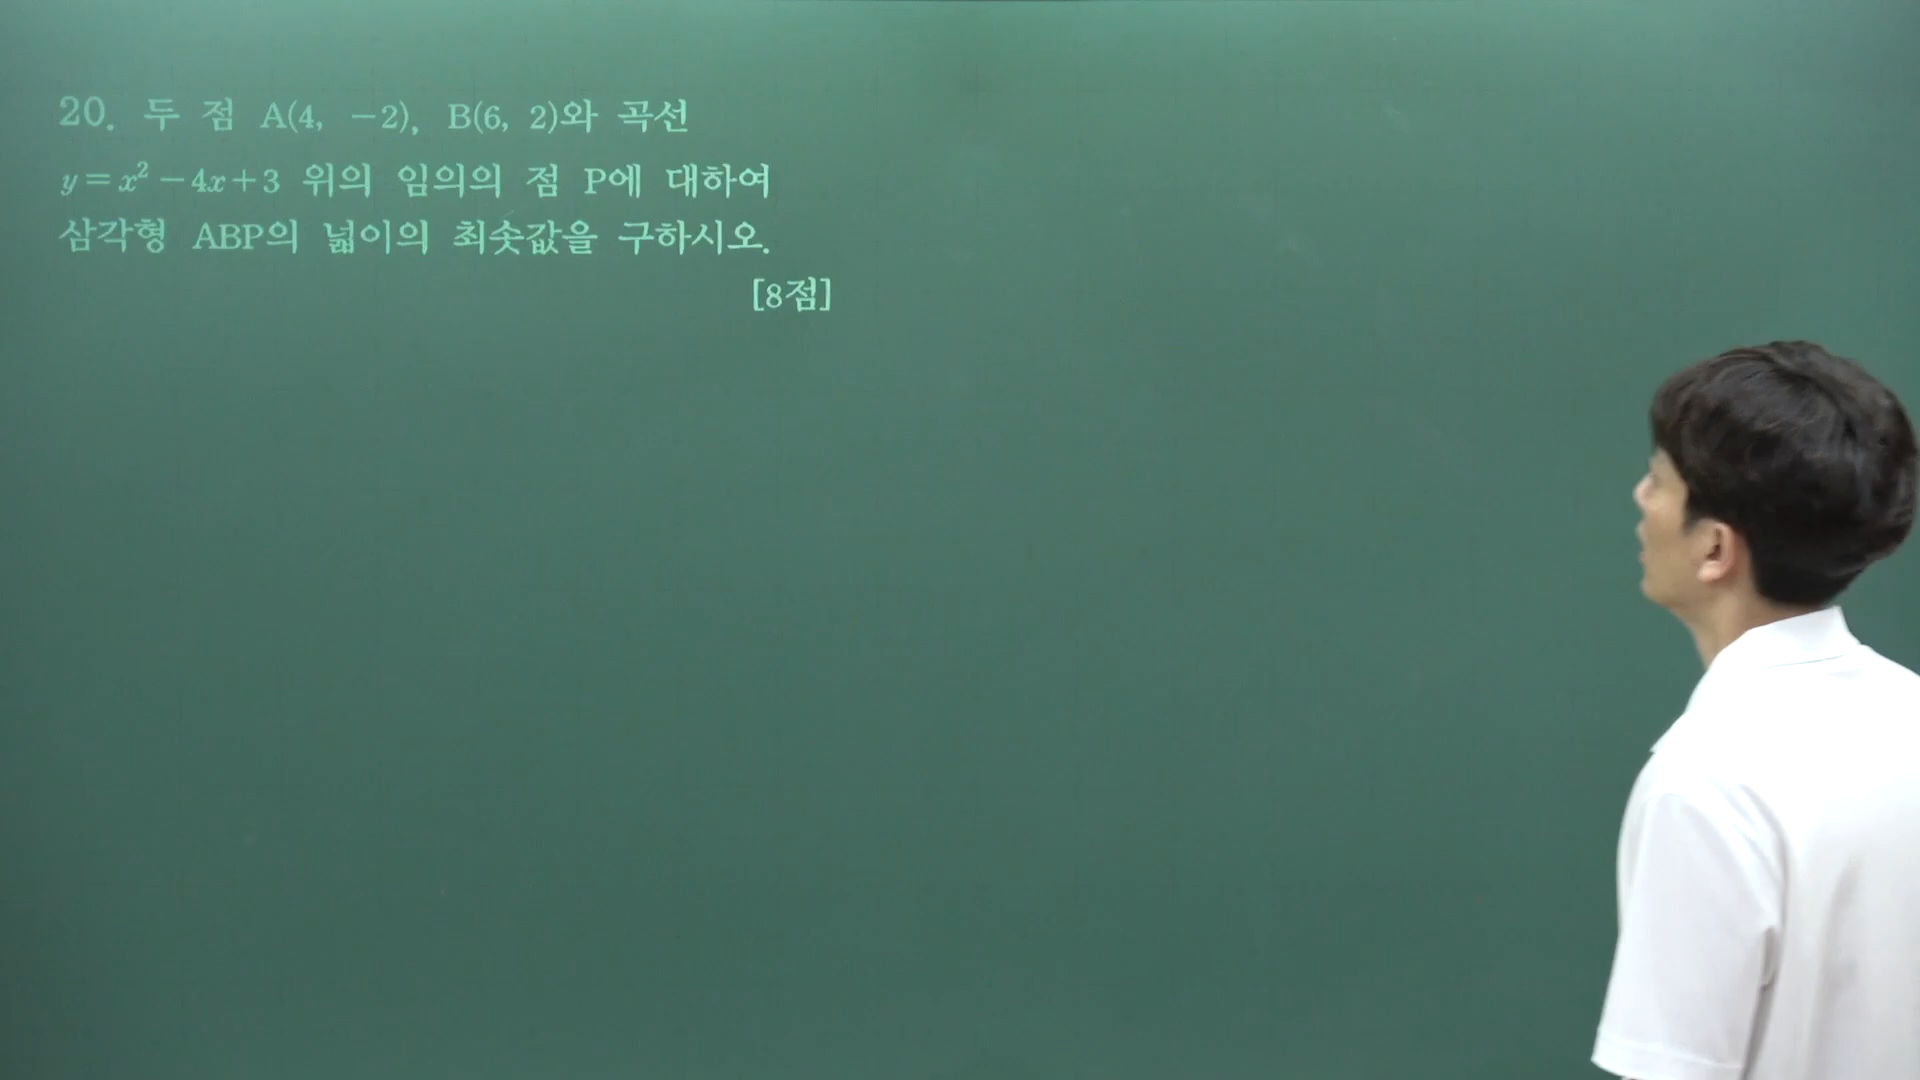 20. 두 점 A(4, −2), B(6, 2)와 곡선
y=x²−4x+3 위의 임의의 점 P에 대하여
삼각형 ABP의 넓이의 최솟값을 구하시오.
[8점]